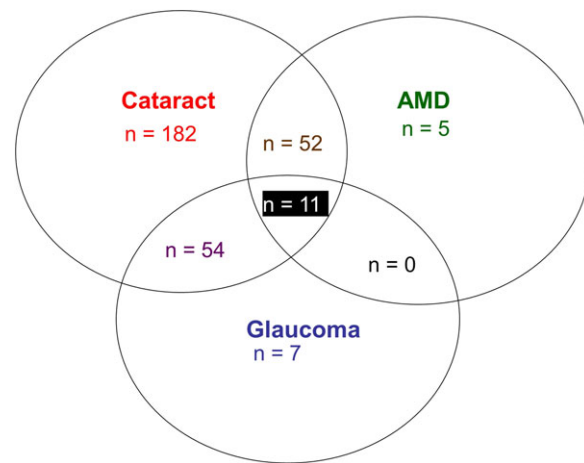 Cataract
n = 182
AMD
n = 5
n = 52
n = 11
n = 54
n = 0
Glaucoma
n = 7